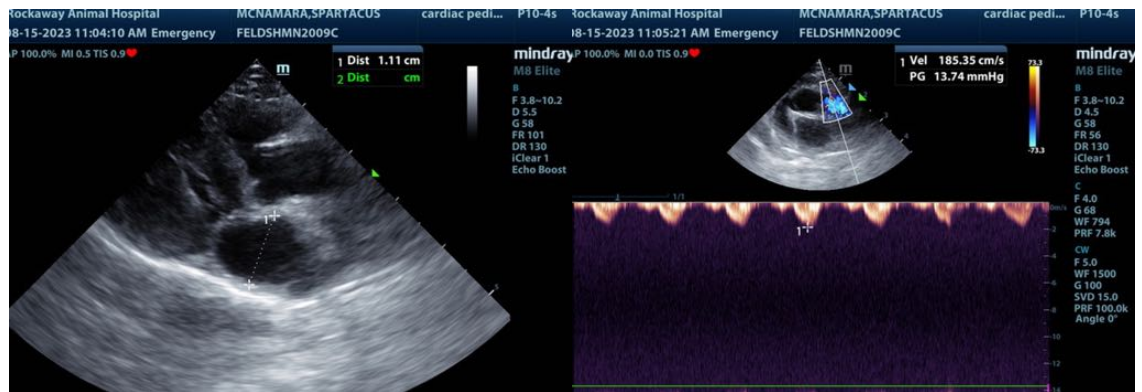 Rockaway Animal Hospital MCNAMARA,SPARTACUS cardiac pedi... P10-4s
08-15-2023 11:04:10 AM Emergency FELDSHMN2009C
AP 100.0% MI 0.5 TIS 0.9
1 Dist 1.11 cm
2 Dist cm
m
mindray
M8 Elite
B
F 3.8~10.2
D 5.5
G 58
FR 101
DR 130
iClear 1
Echo Boost
1
5
Rockaway Animal Hospital MCNAMARA,SPARTACUS cardiac pedi... P10-4s
08-15-2023 11:05:21 AM Emergency FELDSHMN2009C
AP 100.0% MI 0.0 TIS 0.9
1 Vel 185.35 cm/s
PG 13.74 mmHg
m
73.3
-73.3
mindray
M8 Elite
B
F 3.8~10.2
D 4.5
G 58
FR 56
DR 130
iClear 1
Echo Boost
C
F 4.0
G 68
WF 794
PRF 7.8k
CW
F 5.0
WF 1500
G 100
SVD 15.0
PRF 100.0k
Angle 0°
1/1
0m/s
1
-2
-4
-6
-8
-10
-12
-14